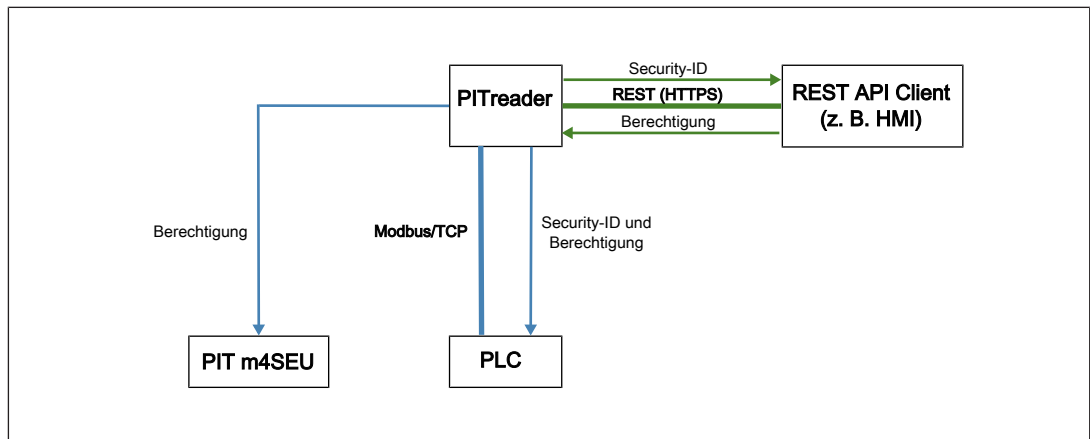 Security-ID
PITreader
REST (HTTPS)
REST API Client
(z. B. HMI)
Berechtigung
Berechtigung
Modbus/TCP
Security-ID und
Berechtigung
PIT m4SEU
PLC